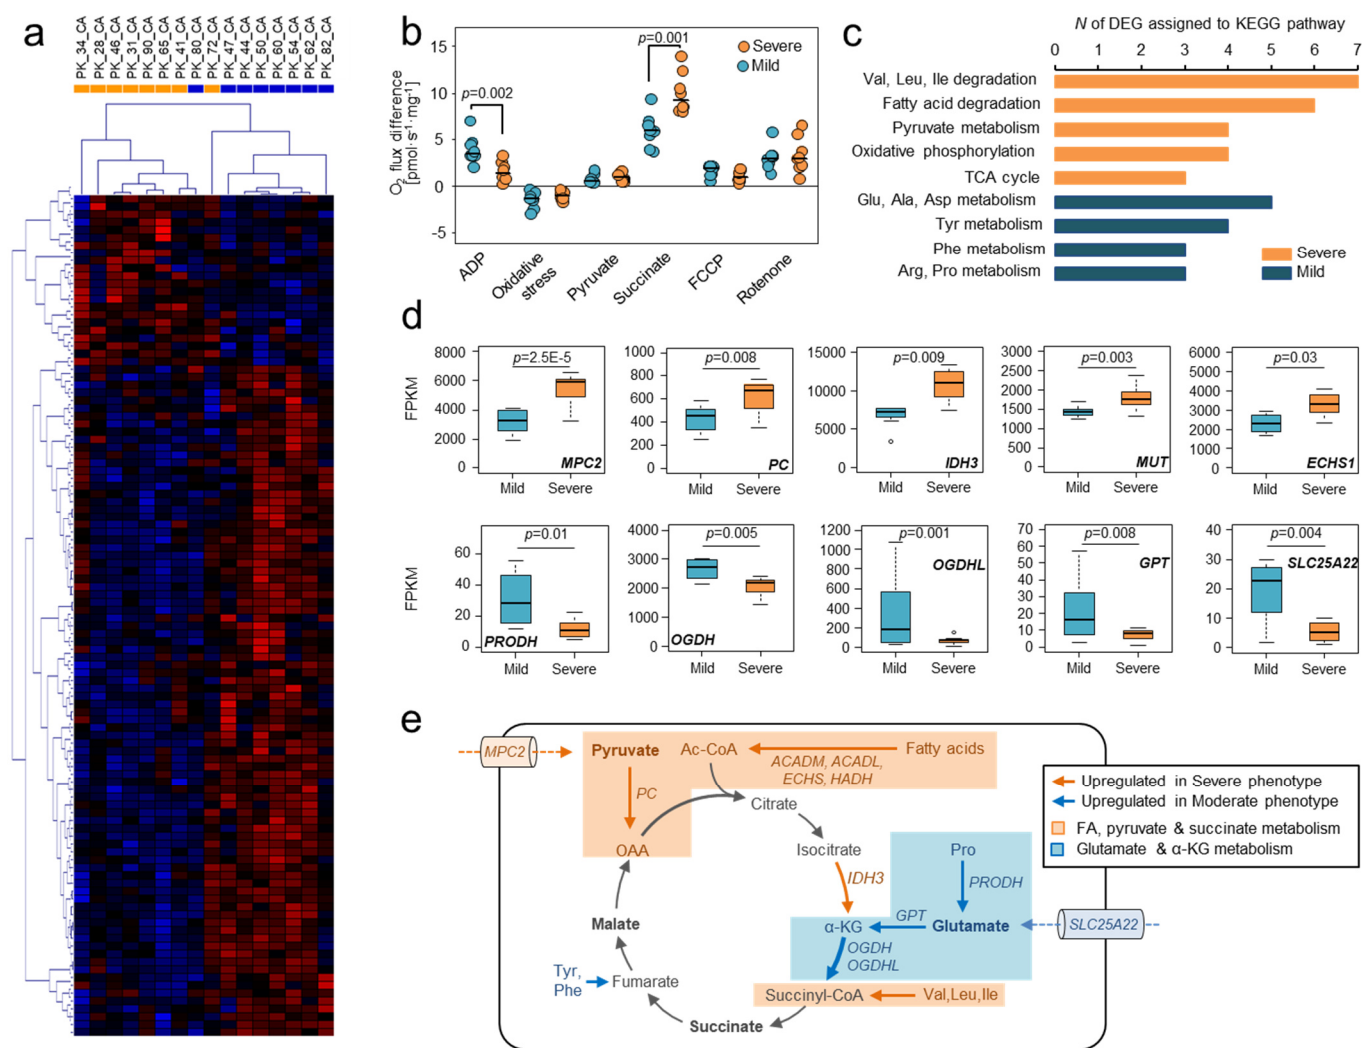 a
PK_34_CA
PK_28_CA
PK_46_CA
PK_31_CA
PK_90_CA
PK_65_CA
PK_41_CA
PK_80_CA
PK_72_CA
PK_47_CA
PK_44_CA
PK_50_CA
PK_60_CA
PK_54_CA
PK_62_CA
PK_82_CA
b
O2 flux difference
[pmol·s-1·mg-1]
15
10
5
0
-5
p=0.002
p=0.001
Severe
Mild
ADP
Oxidative
stress
Pyruvate
Succinate
FCCP
Rotenone
c
N of DEG assigned to KEGG pathway
0 1 2 3 4 5 6 7
Val, Leu, Ile degradation
Fatty acid degradation
Pyruvate metabolism
Oxidative phosphorylation
TCA cycle
Glu, Ala, Asp metabolism
Tyr metabolism
Phe metabolism
Arg, Pro metabolism
Severe
Mild
d
FPKM
8000
6000
4000
2000
0
p=2.5E-5
MPC2
Mild Severe
1000
800
600
400
200
0
p=0.008
PC
Mild Severe
15000
10000
5000
0
p=0.009
IDH3
Mild Severe
3000
2500
2000
1500
1000
500
0
p=0.003
MUT
Mild Severe
6000
5000
4000
3000
2000
1000
0
p=0.03
ECHS1
Mild Severe
FPKM
60
40
20
0
p=0.01
PRODH
Mild Severe
4000
3000
2000
1000
0
p=0.005
OGDH
Mild Severe
1200
1000
800
600
400
200
0
p=0.001
OGDHL
Mild Severe
70
60
50
40
30
20
10
0
p=0.008
GPT
Mild Severe
40
30
20
10
0
p=0.004
SLC25A22
Mild Severe
e
MPC2
Pyruvate
Ac-CoA
Fatty acids
ACADM, ACADL,
ECHS, HADH
PC
Citrate
OAA
Isocitrate
Pro
IDH3
PRODH
Malate
α-KG
GPT
Glutamate
SLC25A22
OGDH
OGDHL
Tyr,
Phe
Fumarate
Succinyl-CoA
Val,Leu,Ile
Succinate
Upregulated in Severe phenotype
Upregulated in Moderate phenotype
FA, pyruvate & succinate metabolism
Glutamate & α-KG metabolism